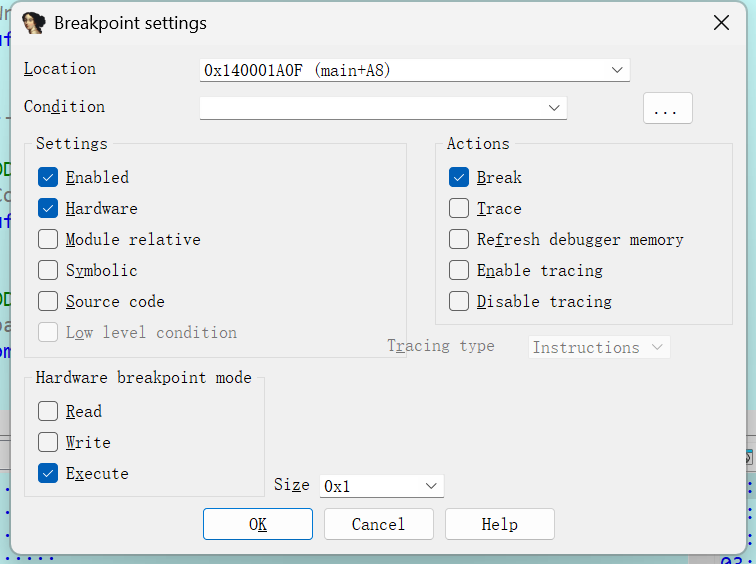 Breakpoint settings
Location
0x140001A0F (main+A8)
Condition
...
Settings
Enabled
Hardware
Module relative
Symbolic
Source code
Low level condition
Actions
Break
Trace
Refresh debugger memory
Enable tracing
Disable tracing
Tracing type
Instructions
Hardware breakpoint mode
Read
Write
Execute
Size
0x1
OK
Cancel
Help